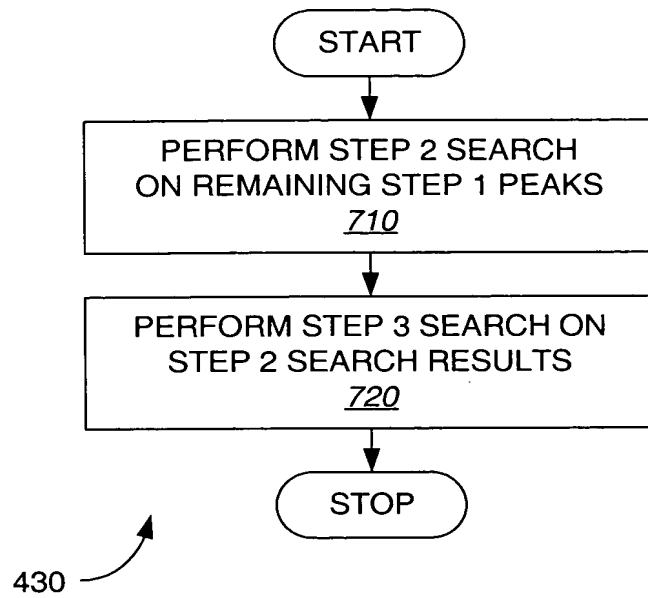 START
PERFORM STEP 2 SEARCH
ON REMAINING STEP 1 PEAKS
710
PERFORM STEP 3 SEARCH ON
STEP 2 SEARCH RESULTS
720
STOP
430